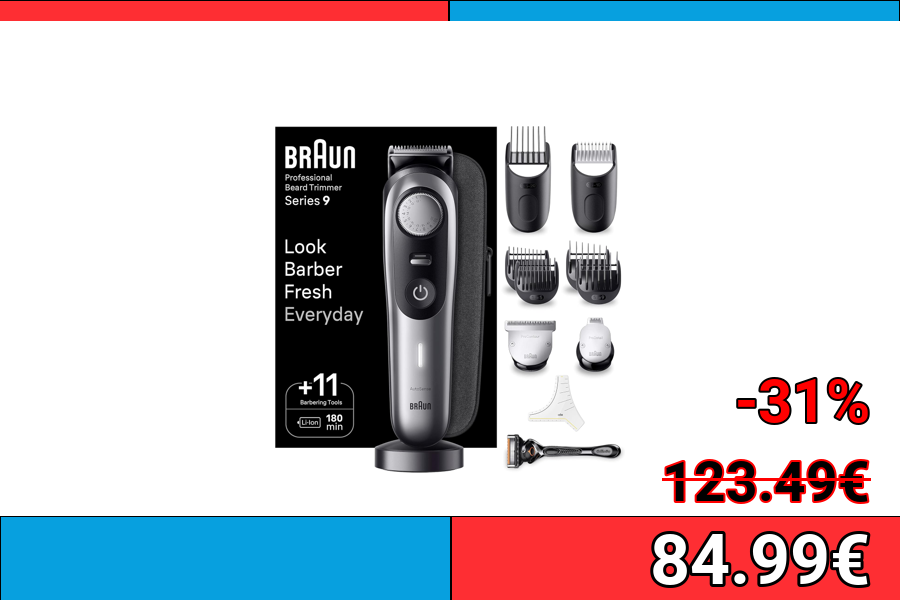 BRAUN
Professional
Beard Trimmer
Series 9
Look
Barber
Fresh
Everyday
+11
Barbering Tools
Li-Ion
180
min
BRAUN
-31%
123.49€
84.99€